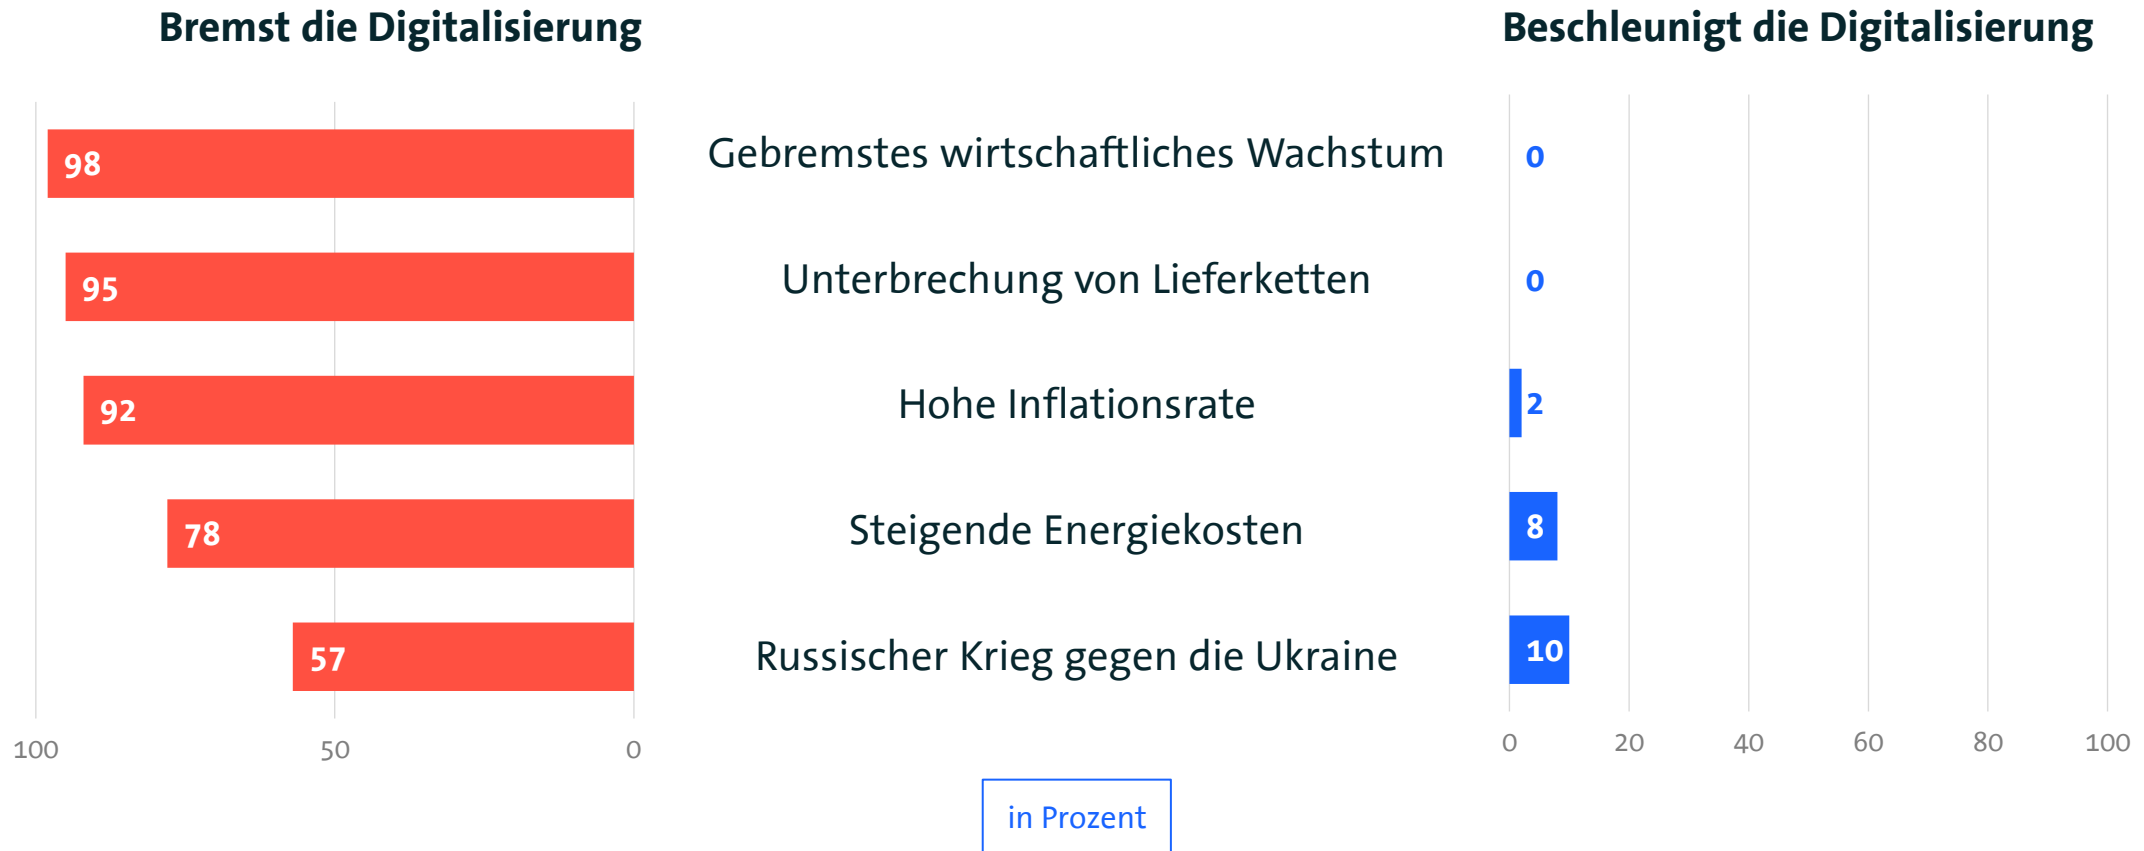 Bremst die Digitalisierung
Beschleunigt die Digitalisierung
98 Gebremstes wirtschaftliches Wachstum 0
95 Unterbrechung von Lieferketten 0
92 Hohe Inflationsrate 2
78 Steigende Energiekosten 8
57 Russischer Krieg gegen die Ukraine 10
100 50 0
0 20 40 60 80 100
in Prozent